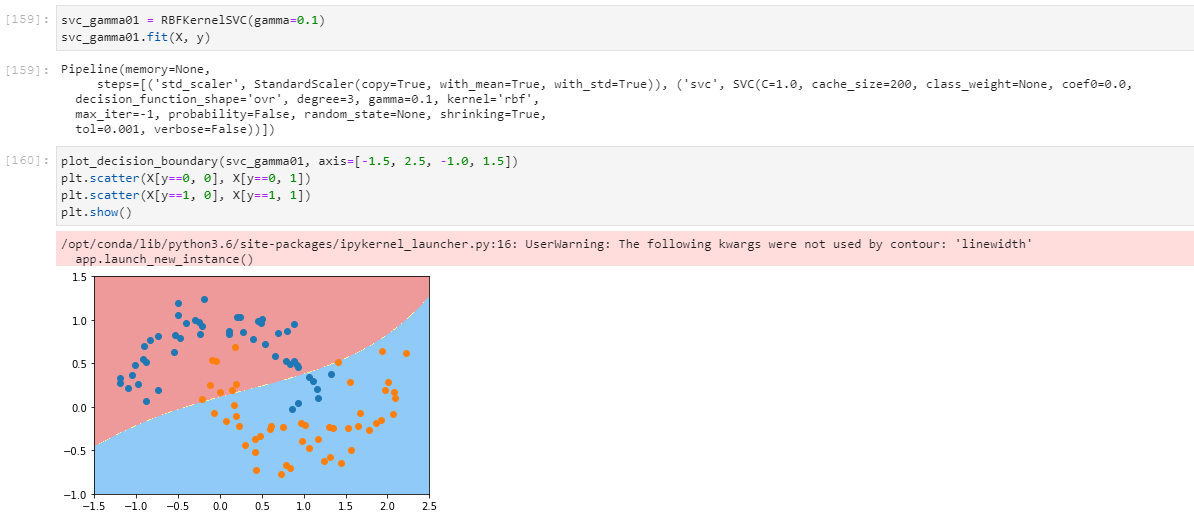 [159]: svc_gamma01 = RBFKernelSVC(gamma=0.1)
svc_gamma01.fit(X, y)
[159]: Pipeline(memory=None,
     steps=[('std_scaler', StandardScaler(copy=True, with_mean=True, with_std=True)), ('svc', SVC(C=1.0, cache_size=200, class_weight=None, coef0=0.0,
  decision_function_shape='ovr', degree=3, gamma=0.1, kernel='rbf',
  max_iter=-1, probability=False, random_state=None, shrinking=True,
  tol=0.001, verbose=False))])
[160]: plot_decision_boundary(svc_gamma01, axis=[-1.5, 2.5, -1.0, 1.5])
plt.scatter(X[y==0, 0], X[y==0, 1])
plt.scatter(X[y==1, 0], X[y==1, 1])
plt.show()
/opt/conda/lib/python3.6/site-packages/ipykernel_launcher.py:16: UserWarning: The following kwargs were not used by contour: 'linewidth'
  app.launch_new_instance()
1.5
1.0
0.5
0.0
−0.5
−1.0
−1.5 −1.0 −0.5 0.0 0.5 1.0 1.5 2.0 2.5